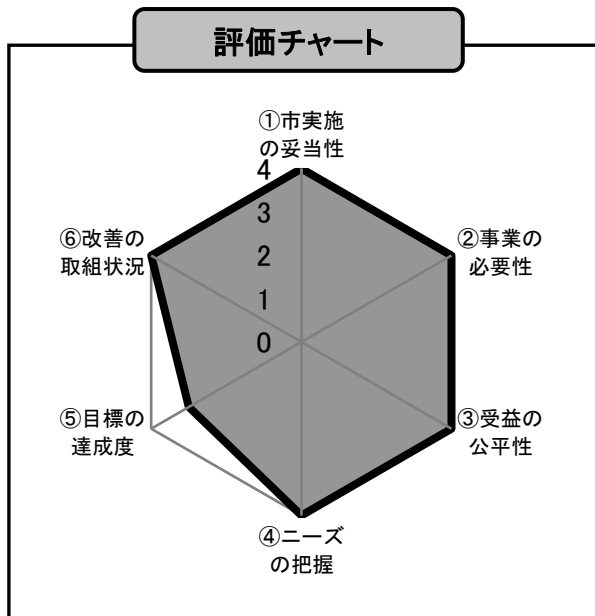 評価チャート
①市実施
の妥当性
4
3
2
1
0
②事業の
必要性
③受益の
公平性
④ニーズ
の把握
⑤目標の
達成度
⑥改善の
取組状況